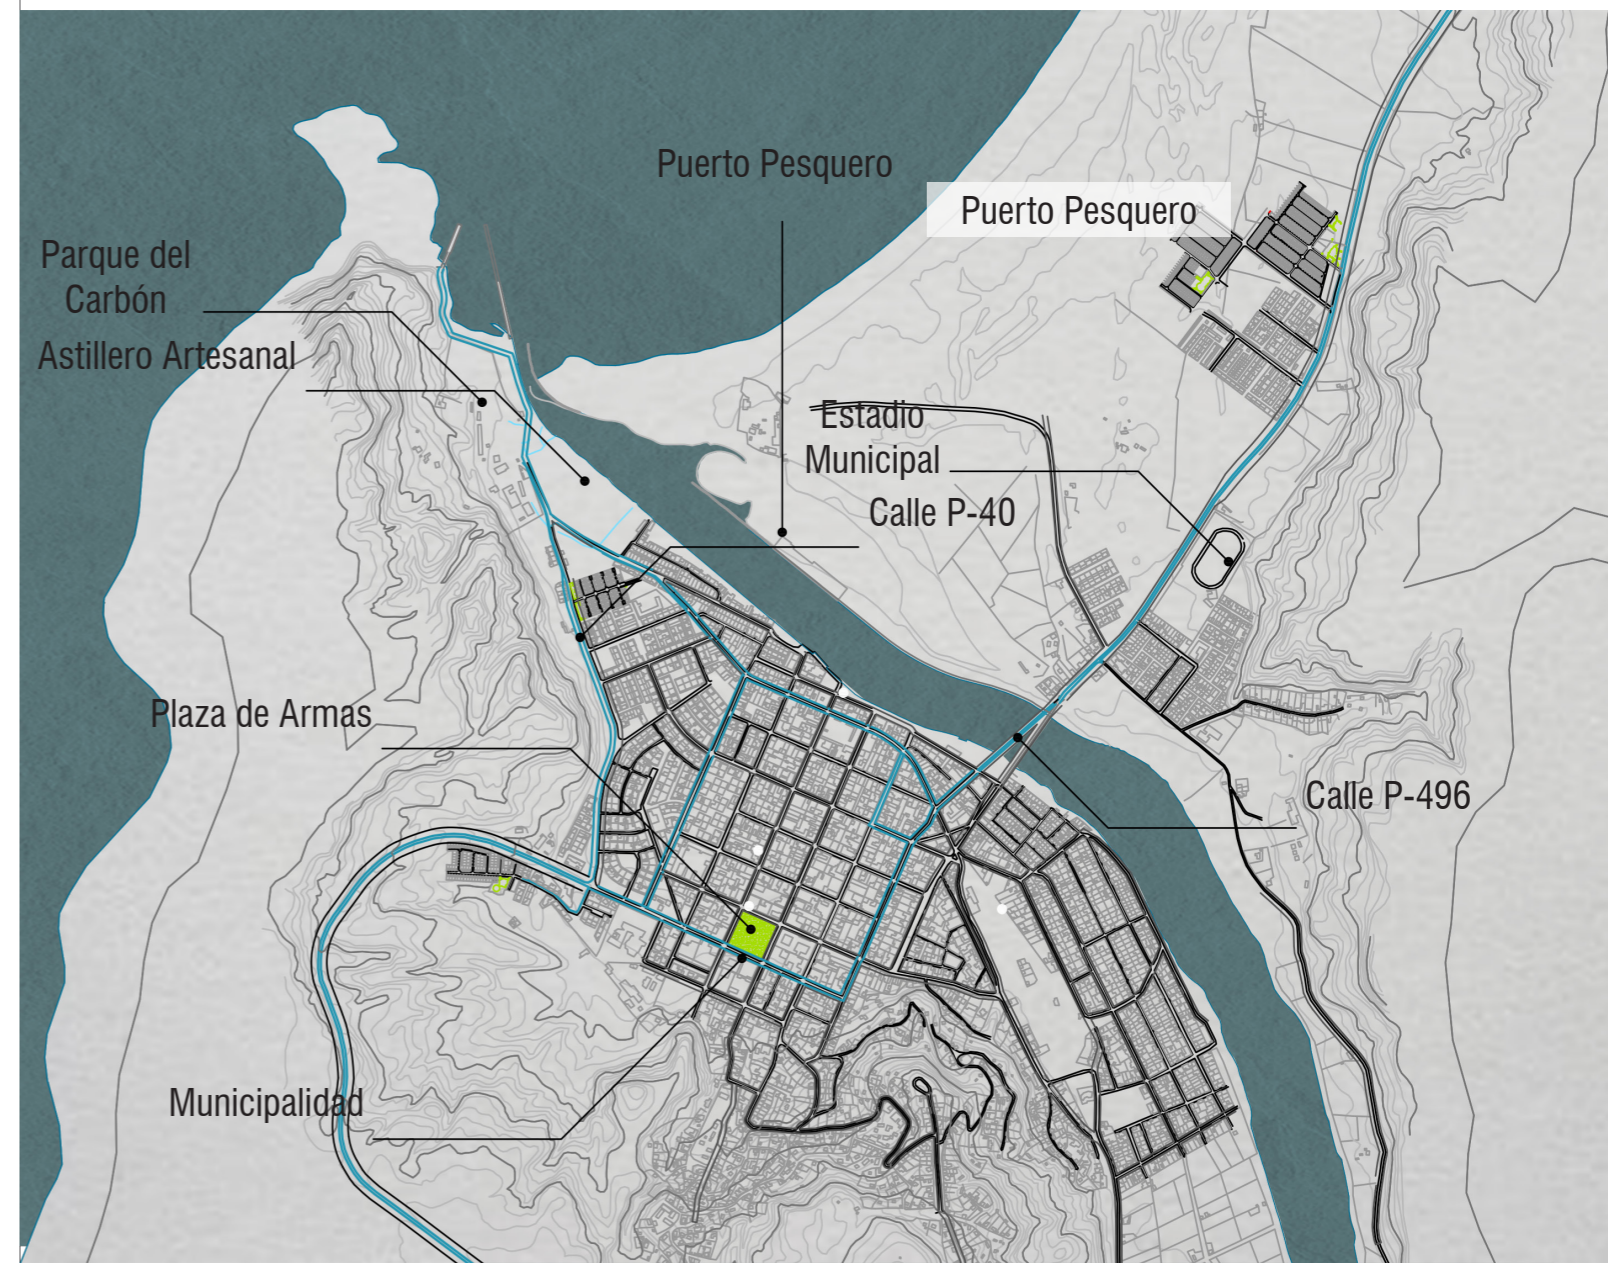 Puerto Pesquero
Puerto Pesquero
Parque del
Carbón
Astillero Artesanal
Estadio
Municipal
Calle P-40
Plaza de Armas
Calle P-496
Municipalidad